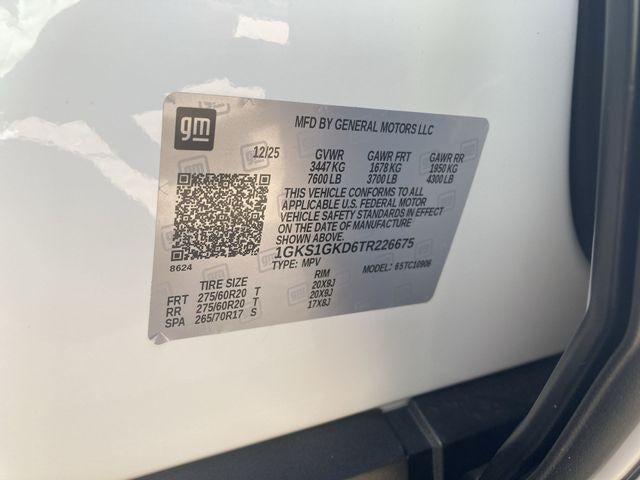 gm
MFD BY GENERAL MOTORS LLC
12/25 GVWR GAWR FRT GAWR RR
3447 KG 1678 KG 1950 KG
7600 LB 3700 LB 4300 LB
THIS VEHICLE CONFORMS TO ALL
APPLICABLE U.S. FEDERAL MOTOR
VEHICLE SAFETY STANDARDS IN EFFECT
ON THE DATE OF MANUFACTURE
SHOWN ABOVE.
1GKS1GKD6TR226675
TYPE: MPV MODEL: 65TC10906
8624
TIRE SIZE RIM
FRT 275/60R20 T 20X9J
RR 275/60R20 T 20X9J
SPA 265/70R17 S 17X8J